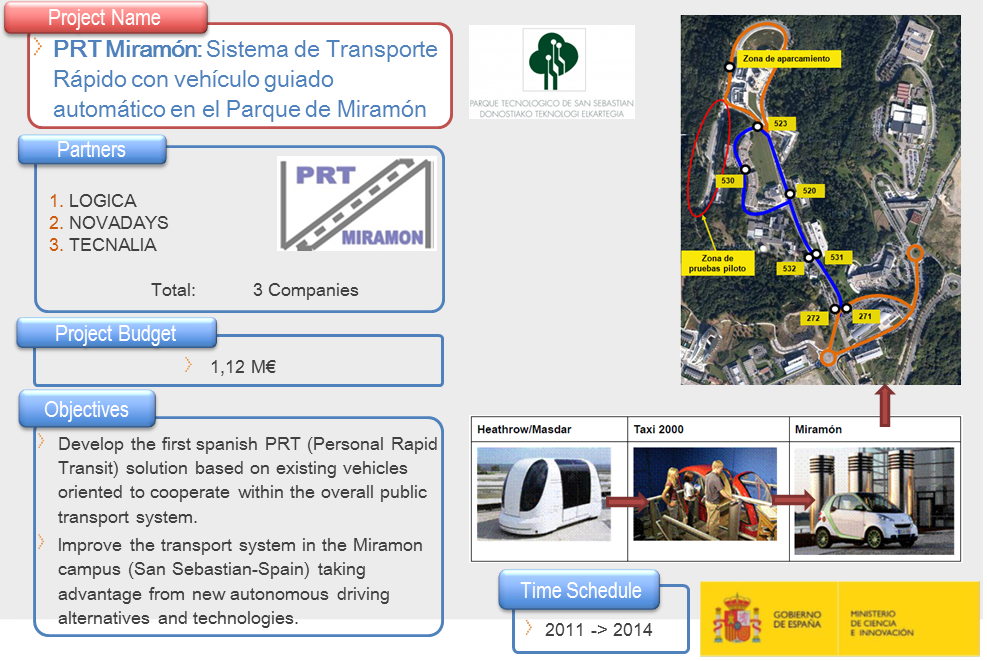 Project Name
PRT Miramón: Sistema de Transporte
Rápido con vehículo guiado
automático en el Parque de Miramón
PARQUE TECNOLOGICO DE SAN SEBASTIAN
DONOSTIAKO TEKNOLOGI ELKARTEGIA
Partners
1. LOGICA
2. NOVADAYS
3. TECNALIA
PRT
MIRAMON
Total: 3 Companies
Project Budget
1,12 M€
Objectives
Develop the first spanish PRT (Personal Rapid
Transit) solution based on existing vehicles
oriented to cooperate within the overall public
transport system.
Improve the transport system in the Miramon
campus (San Sebastian-Spain) taking
advantage from new autonomous driving
alternatives and technologies.
Zona de aparcamiento
523
530
520
Zona de
pruebas piloto
531
532
272
271
Heathrow/Masdar
Taxi 2000
Miramón
Time Schedule
2011 -> 2014
GOBIERNO
DE ESPAÑA
MINISTERIO
DE CIENCIA
E INNOVACIÓN